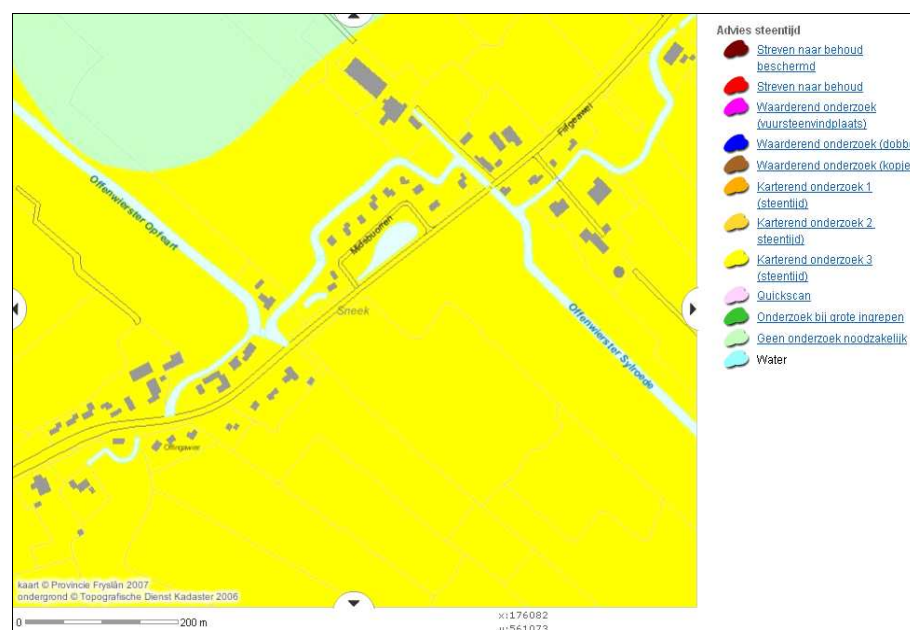 Advies steentijd
Streven naar behoud
beschermd
Streven naar behoud
Waarderend onderzoek
(vuursteenvindplaats)
Waarderend onderzoek (dobb
Waarderend onderzoek (kopje
Karterend onderzoek 1
(steentijd)
Karterend onderzoek 2
steentijd)
Karterend onderzoek 3
(steentijd)
Quickscan
Onderzoek bij grote ingrepen
Geen onderzoek noodzakelijk
Water
Offenwierster Opfeart
Midsbuorren
Sneek
Offenwierster Sylroede
Offingawier
kaart © Provincie Fryslân 2007
ondergrond © Topografische Dienst Kadaster 2006
0 200 m
x:176082
y:561073